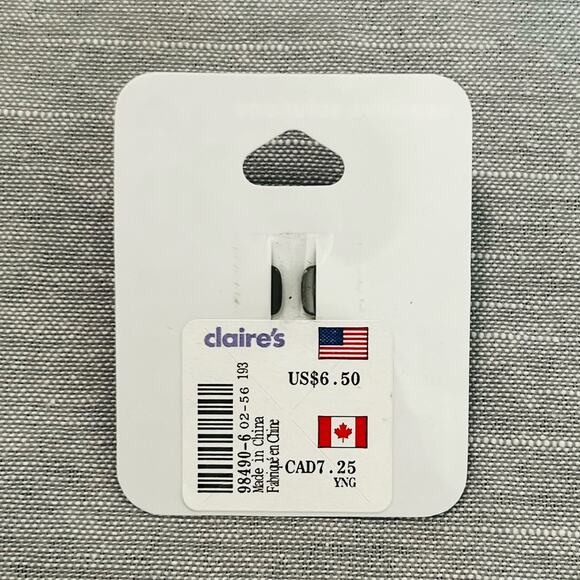 claire's
US$6.50
CAD7.25
YNG
98490-6 02-56 193
Made in China
Fabriqué en Chine